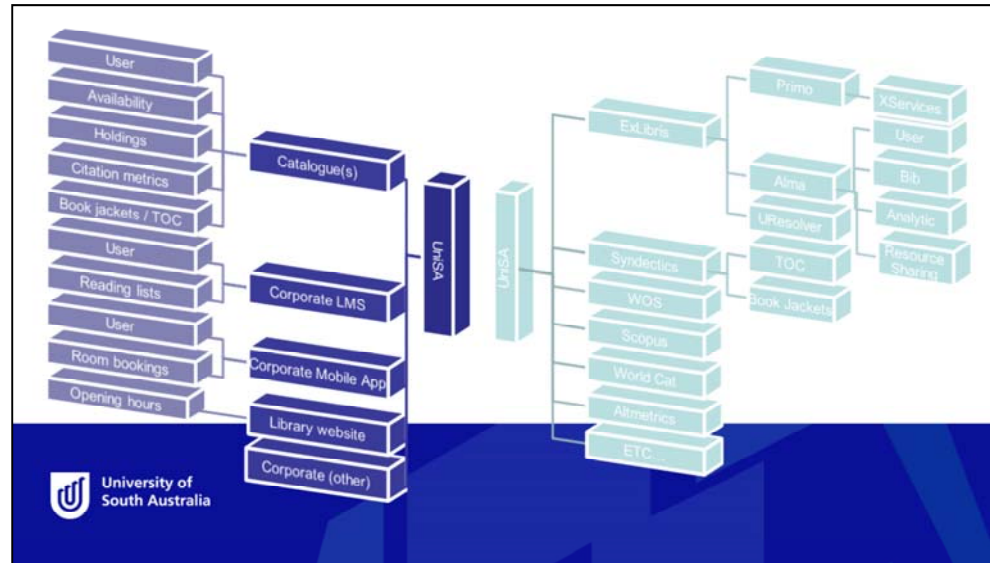 User
Availability
Holdings
Citation metrics
Book jackets / TOC
User
Reading lists
User
Room bookings
Opening hours
Catalogue(s)
Corporate LMS
Corporate Mobile App
Library website
Corporate (other)
UniSA
UniSA
ExLibris
Syndectics
WOS
Scopus
World Cat
Altmetrics
ETC...
Primo
Alma
UResolver
TOC
Book Jackets
XServices
User
Bib
Analytic
Resource
Sharing
University of
South Australia